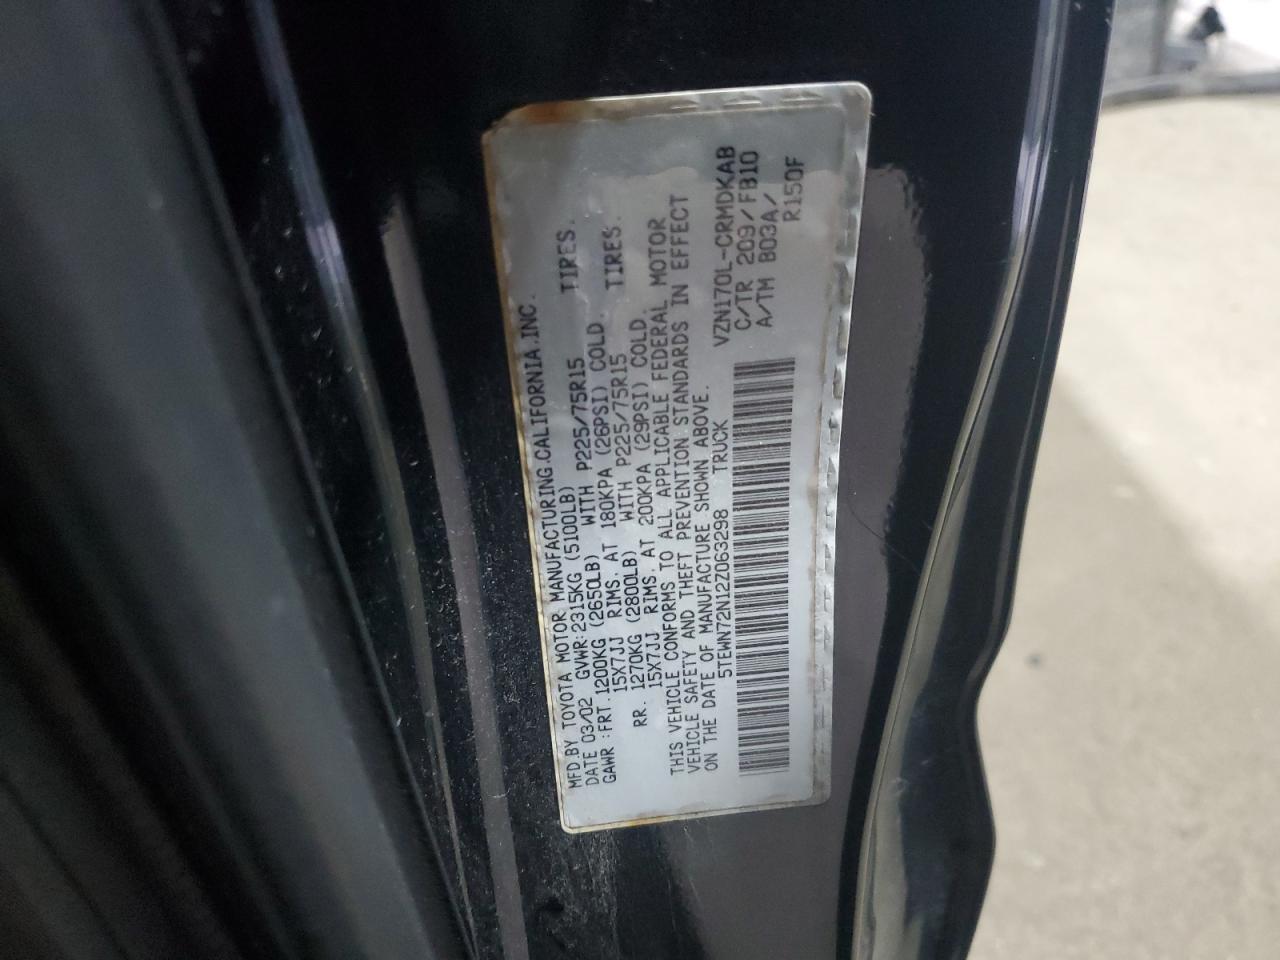 MFD.BY TOYOTA MOTOR MANUFACTURING.CALIFORNIA.INC.
DATE 03/02 GVWR:2315KG (5100LB)
GAWR :FRT.1200KG (2650LB) WITH P225/75R15 TIRES.
15X7JJ RIMS. AT 180KPA (26PSI) COLD.
RR. 1270KG (2800LB) WITH P225/75R15 TIRES.
15X7JJ RIMS AT 200KPA (29PSI) COLD.
THIS VEHICLE CONFORMS TO ALL APPLICABLE FEDERAL MOTOR
VEHICLE SAFETY AND THEFT PREVENTION STANDARDS IN EFFECT
ON THE DATE OF MANUFACTURE SHOWN ABOVE.
5TEWN72N12Z063298 TRUCK VZN170L-CRMDKAB
C/TR 209/FB10
A/TM B03A/
R150F